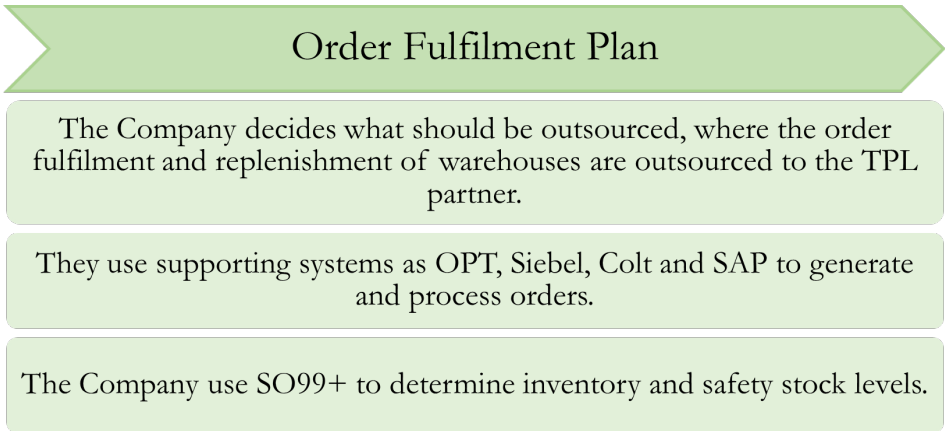 Order Fulfilment Plan
The Company decides what should be outsourced, where the order
fulfilment and replenishment of warehouses are outsourced to the TPL
partner.
They use supporting systems as OPT, Siebel, Colt and SAP to generate
and process orders.
The Company use SO99+ to determine inventory and safety stock levels.